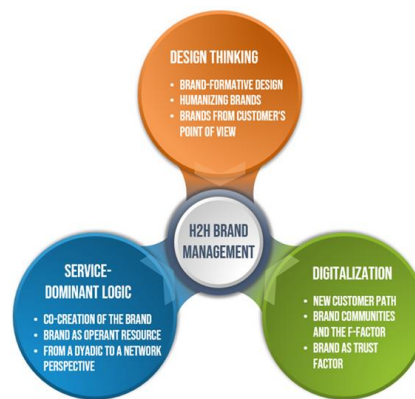 DESIGN THINKING
• BRAND-FORMATIVE DESIGN
• HUMANIZING BRANDS
• BRANDS FROM CUSTOMER'S
POINT OF VIEW
H2H BRAND
MANAGEMENT
SERVICE-
DOMINANT LOGIC
• CO-CREATION OF THE BRAND
• BRAND AS OPERANT RESOURCE
• FROM A DYADIC TO A NETWORK
PERSPECTIVE
DIGITALIZATION
• NEW CUSTOMER PATH
• BRAND COMMUNITIES
AND THE F-FACTOR
• BRAND AS TRUST
FACTOR